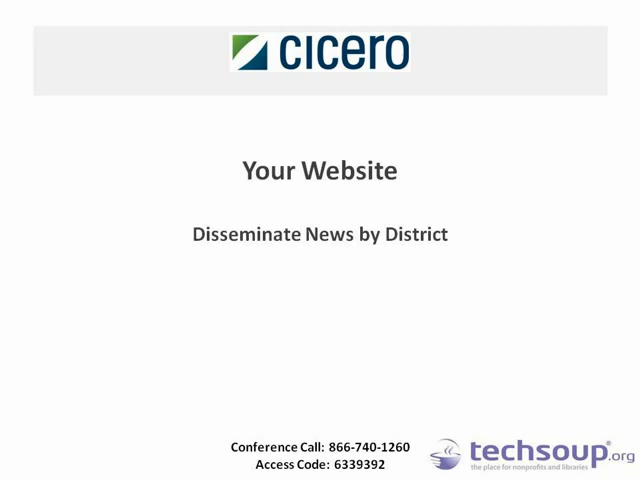 cicero
Your Website
Disseminate News by District
Conference Call: 866-740-1260
Access Code: 6339392
techsoup.org
the place for nonprofits and libraries